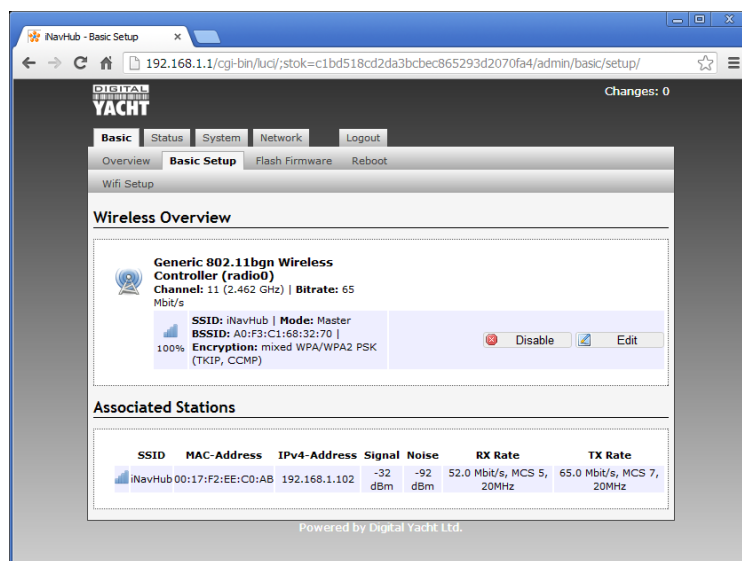 iNavHub - Basic Setup
192.168.1.1/cgi-bin/luci/;stok=c1bd518cd2da3bcbec865293d2070fa4/admin/basic/setup/
DIGITAL
YACHT
Changes: 0
Basic Status System Network Logout
Overview Basic Setup Flash Firmware Reboot
Wifi Setup
Wireless Overview
Generic 802.11bgn Wireless
Controller (radio0)
Channel: 11 (2.462 GHz) | Bitrate: 65
Mbit/s
SSID: iNavHub | Mode: Master
BSSID: A0:F3:C1:68:32:70 |
100% Encryption: mixed WPA/WPA2 PSK
(TKIP, CCMP)
Disable Edit
Associated Stations
SSID MAC-Address IPv4-Address Signal Noise RX Rate TX Rate
iNavHub 00:17:F2:EE:C0:AB 192.168.1.102 -32 dBm -92 dBm 52.0 Mbit/s, MCS 5, 20MHz 65.0 Mbit/s, MCS 7, 20MHz
Powered by Digital Yacht Ltd.